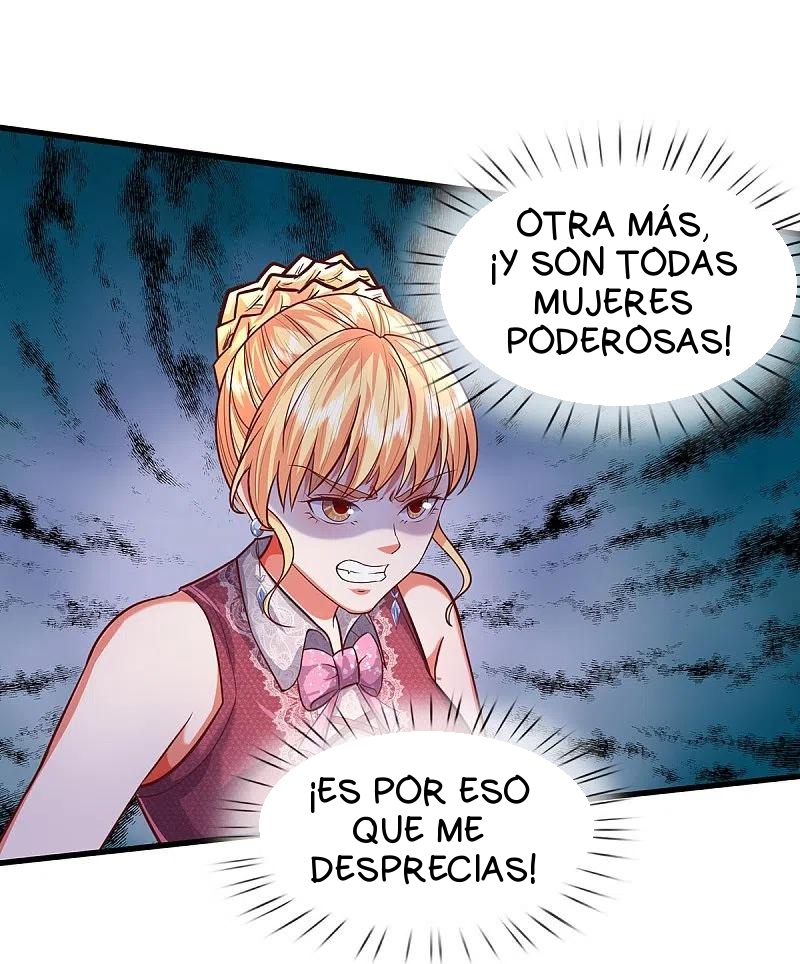 OTRA MÁS,
¡Y SON TODAS
MUJERES
PODEROSAS!
¡ES POR ESO
QUE ME
DESPRECIAS!